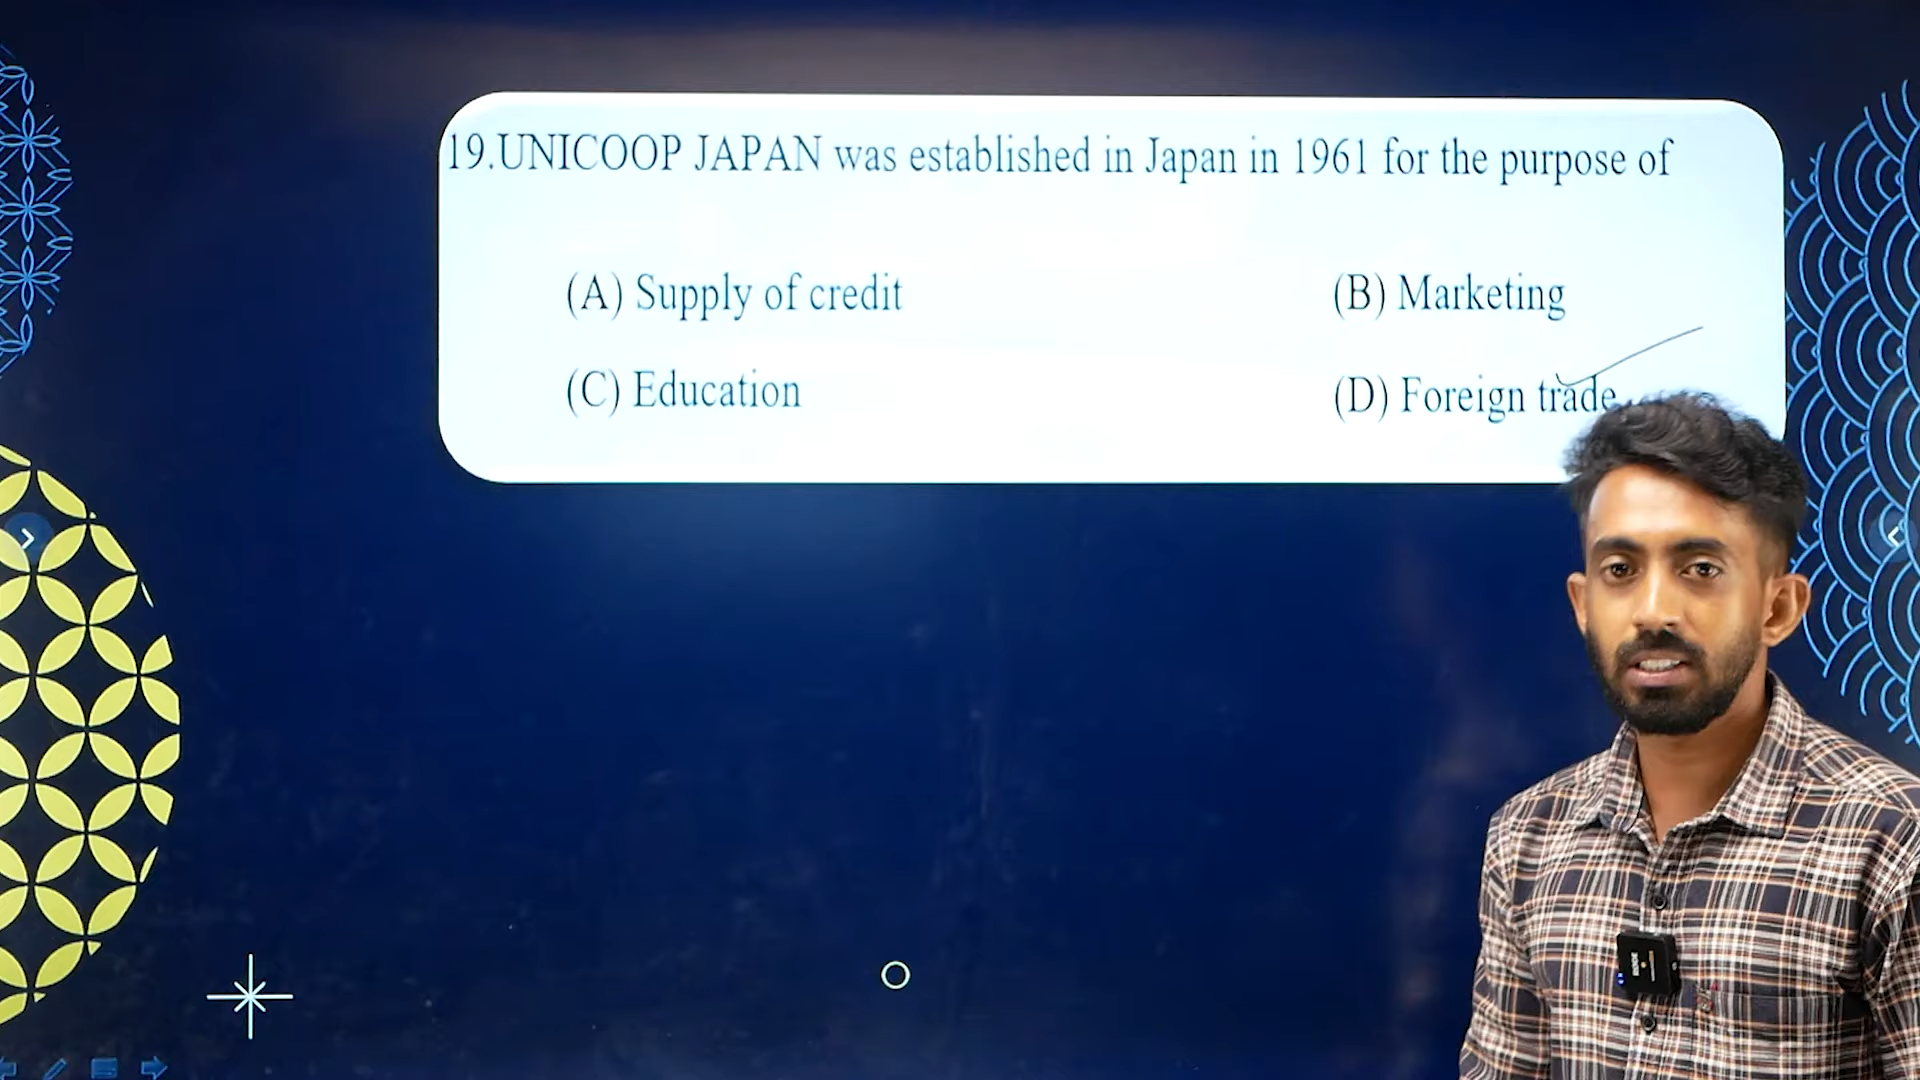 19.UNICOOP JAPAN was established in Japan in 1961 for the purpose of
(A) Supply of credit (B) Marketing
(C) Education (D) Foreign trade
RODE